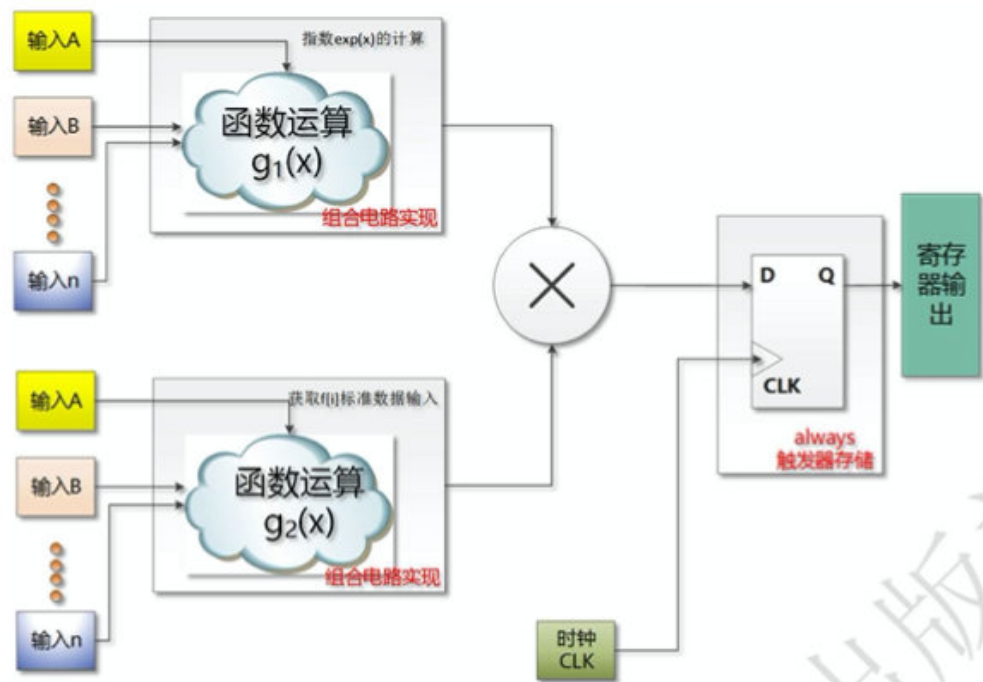 输入A
指数exp(x)的计算
输入B
函数运算
g₁(x)
组合电路实现
输入n
寄存
器输
出
D Q
CLK
always
触发器存储
输入A
获取f[i]标准数据输入
输入B
函数运算
g₂(x)
组合电路实现
输入n
时钟
CLK
出版